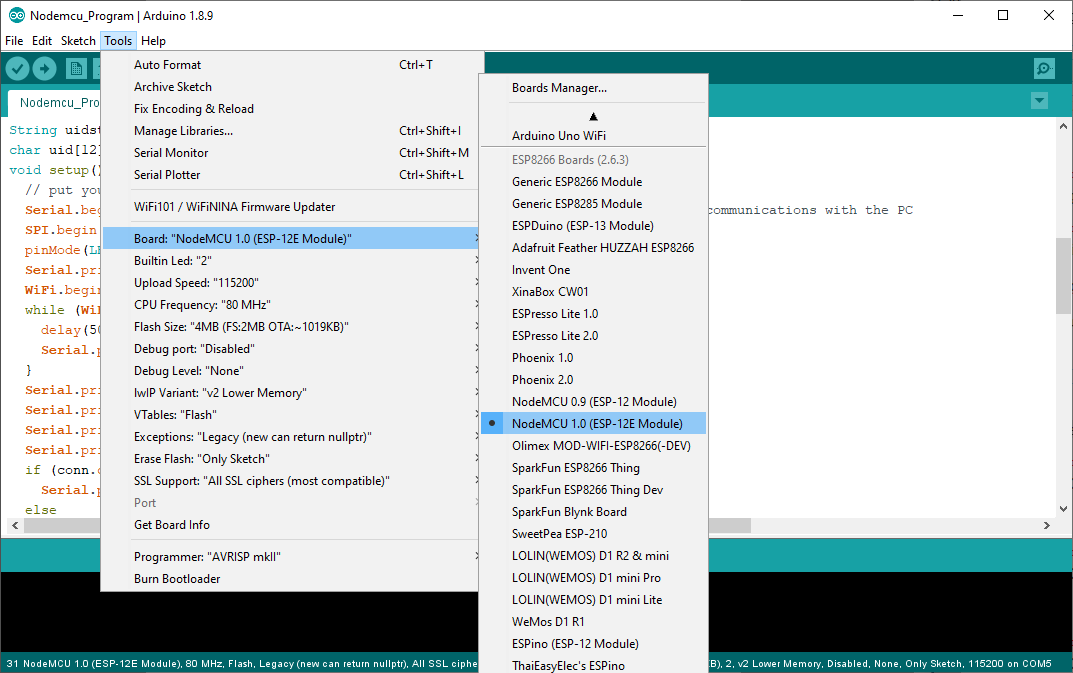 Nodemcu_Program | Arduino 1.8.9
File Edit Sketch Tools Help
Nodemcu_Pro
String uidst
char uid[12]
void setup()
// put you
Serial.beg
communications with the PC
SPI.begin
pinMode(L
Serial.pri
WiFi.begin
while (Wi
delay(50
Serial.p
}
Serial.pri
Serial.pri
Serial.pri
Serial.pri
if (conn.
Serial.p
else
Auto Format Ctrl+T
Archive Sketch
Fix Encoding & Reload
Manage Libraries... Ctrl+Shift+I
Serial Monitor Ctrl+Shift+M
Serial Plotter Ctrl+Shift+L
WiFi101 / WiFiNINA Firmware Updater
Board: "NodeMCU 1.0 (ESP-12E Module)"
Builtin Led: "2"
Upload Speed: "115200"
CPU Frequency: "80 MHz"
Flash Size: "4MB (FS:2MB OTA:~1019KB)"
Debug port: "Disabled"
Debug Level: "None"
lwIP Variant: "v2 Lower Memory"
VTables: "Flash"
Exceptions: "Legacy (new can return nullptr)"
Erase Flash: "Only Sketch"
SSL Support: "All SSL ciphers (most compatible)"
Port
Get Board Info
Programmer: "AVRISP mkII"
Burn Bootloader
Boards Manager...
Arduino Uno WiFi
ESP8266 Boards (2.6.3)
Generic ESP8266 Module
Generic ESP8285 Module
ESPDuino (ESP-13 Module)
Adafruit Feather HUZZAH ESP8266
Invent One
XinaBox CW01
ESPresso Lite 1.0
ESPresso Lite 2.0
Phoenix 1.0
Phoenix 2.0
NodeMCU 0.9 (ESP-12 Module)
NodeMCU 1.0 (ESP-12E Module)
Olimex MOD-WIFI-ESP8266(-DEV)
SparkFun ESP8266 Thing
SparkFun ESP8266 Thing Dev
SparkFun Blynk Board
SweetPea ESP-210
LOLIN(WEMOS) D1 R2 & mini
LOLIN(WEMOS) D1 mini Pro
LOLIN(WEMOS) D1 mini Lite
WeMos D1 R1
ESPino (ESP-12 Module)
ThaiEasyElec's ESPino
31 NodeMCU 1.0 (ESP-12E Module), 80 MHz, Flash, Legacy (new can return nullptr), All SSL ciphe
B), 2, v2 Lower Memory, Disabled, None, Only Sketch, 115200 on COM5